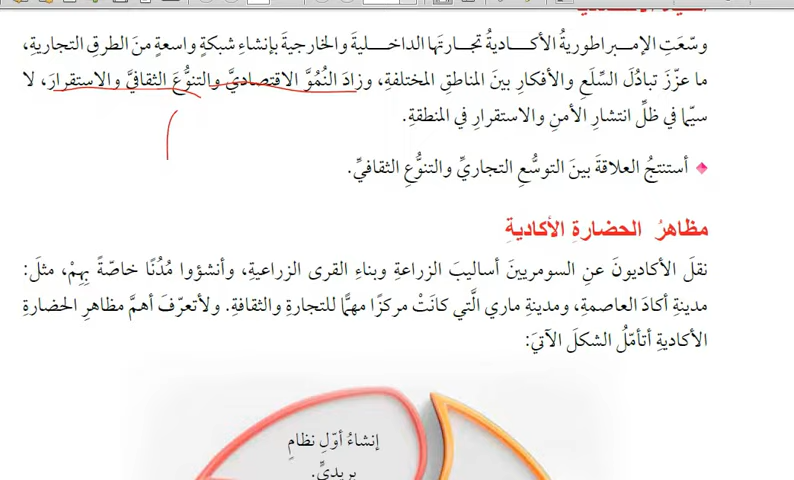 وسّعَتِ الإمبراطوريةُ الأكاديةُ تجارتَها الداخليةَ والخارجيةَ بإنشاءِ شبكةٍ واسعةٍ منَ الطرقِ التجاريةِ،
ما عزّزَ تبادُلَ السِّلَعِ والأفكارِ بينَ المناطقِ المختلفةِ، وزادَ النُمُوَّ الاقتصاديَّ والتنوُّعَ الثقافيَّ والاستقرارَ، لا
سيّما في ظلِّ انتشارِ الأمنِ والاستقرارِ في المنطقةِ.
أستنتجُ العلاقةَ بينَ التوسُّعِ التجاريِّ والتنوُّعِ الثقافيِّ.
مظاهرُ الحضارةِ الأكاديةِ
نقلَ الأكاديونَ عنِ السومريينَ أساليبَ الزراعةِ وبناءِ القرى الزراعيةِ، وأنشؤوا مُدُنًا خاصّةً بِهِمْ، مثلَ:
مدينةِ أكادَ العاصمةِ، ومدينةِ ماري الَّتي كانَتْ مركزًا مهمًّا للتجارةِ والثقافةِ. ولأتعرّفَ أهمَّ مظاهرِ الحضارةِ
الأكاديةِ أتأمّلُ الشكلَ الآتيَ:
إنشاءُ أوّلِ نظامِ
بريديٍّ.